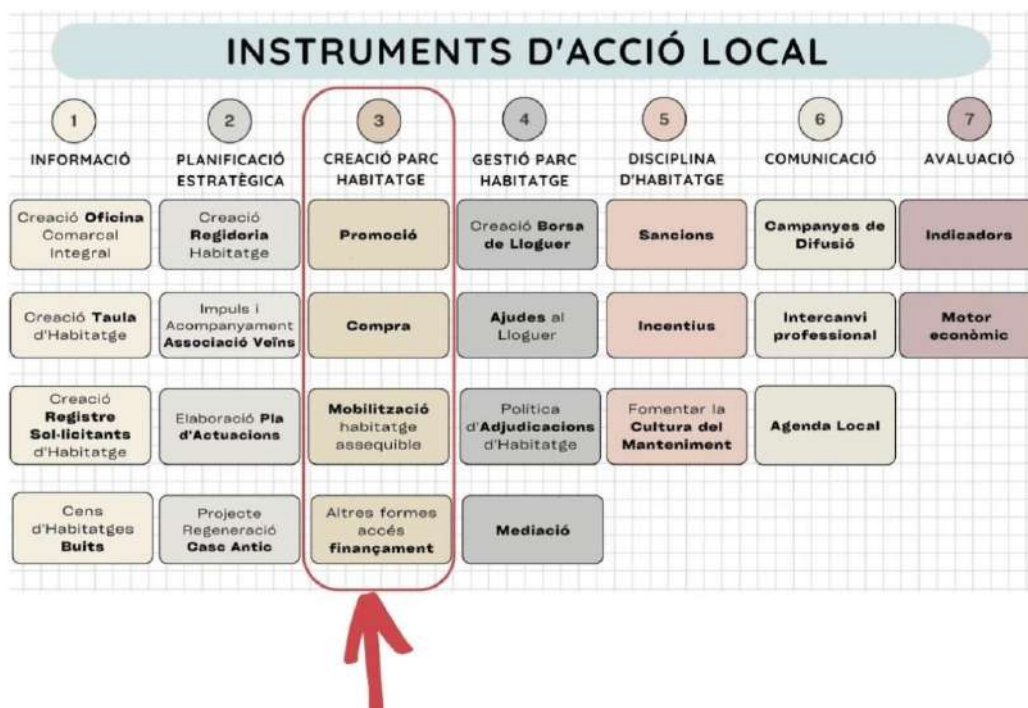 INSTRUMENTS D'ACCIÓ LOCAL
1
INFORMACIÓ
Creació Oficina
Comarcal
Integral
Creació Taula
d'Habitatge
Creació
Registre
Sol·licitants
d'Habitatge
Cens
d'Habitatges
Buits
2
PLANIFICACIÓ
ESTRATÈGICA
Creació
Regidoria
Habitatge
Impuls i
Acompanyament
Associació Veïns
Elaboració Pla
d'Actuacions
Projecte
Regeneració
Casc Antic
3
CREACIÓ PARC
HABITATGE
Promoció
Compra
Mobilització
habitatge
assequible
Altres formes
accés
finançament
4
GESTIÓ PARC
HABITATGE
Creació Borsa
de Lloguer
Ajudes al
Lloguer
Política
d'Adjudicacions
d'Habitatge
Mediació
5
DISCIPLINA
D'HABITATGE
Sancions
Incentius
Fomentar la
Cultura del
Manteniment
6
COMUNICACIÓ
Campanyes de
Difusió
Intercanvi
professional
Agenda Local
7
AVALUACIÓ
Indicadors
Motor
econòmic